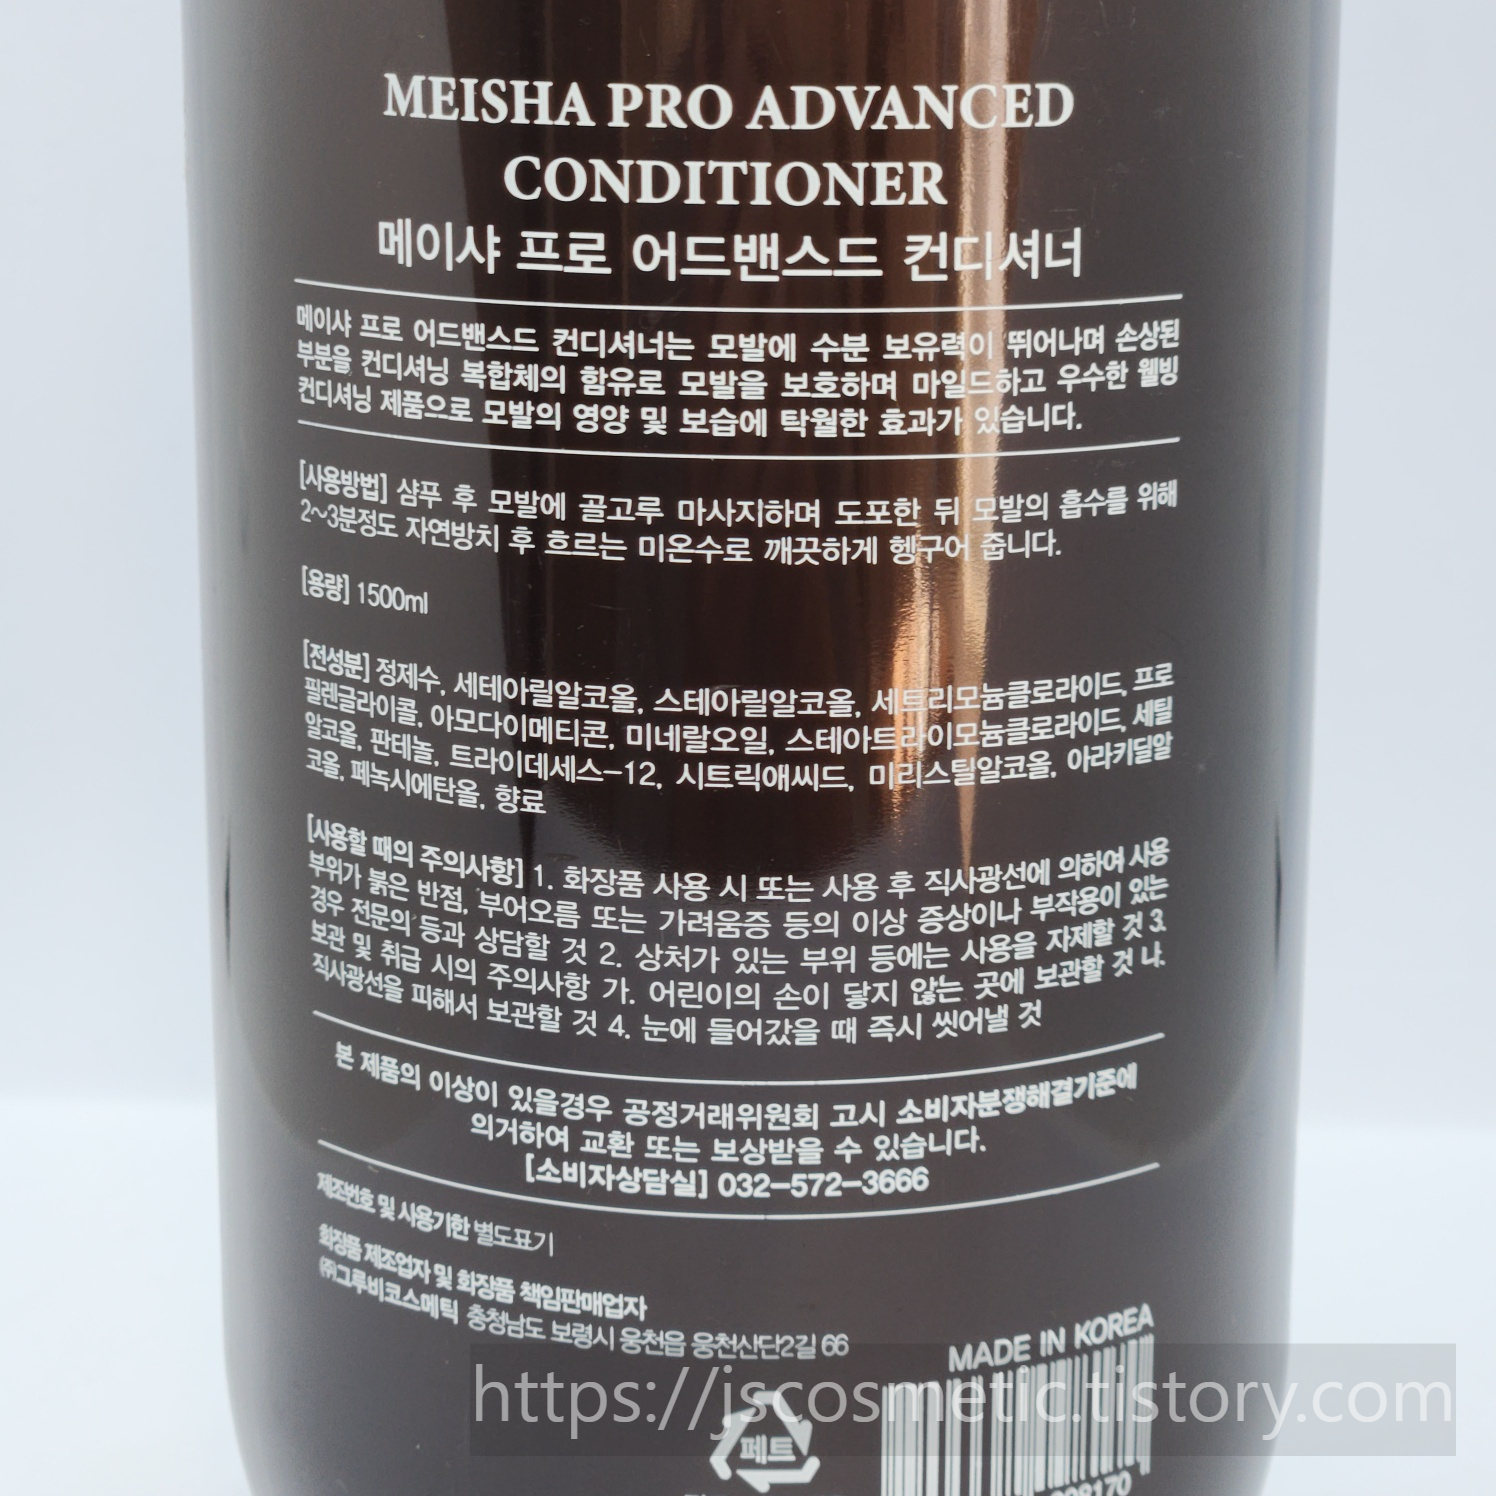 MEISHA PRO ADVANCED
CONDITIONER
메이샤 프로 어드밴스드 컨디셔너
메이샤 프로 어드밴스드 컨디셔너는 모발에 수분 보유력이 뛰어나며 손상된
부분을 컨디셔닝 복합체의 함유로 모발을 보호하며 마일드하고 우수한 웰빙
컨디셔닝 제품으로 모발의 영양 및 보습에 탁월한 효과가 있습니다.
[사용방법] 샴푸 후 모발에 골고루 마사지하며 도포한 뒤 모발의 흡수를 위해
2~3분정도 자연방치 후 흐르는 미온수로 깨끗하게 헹구어 줍니다.
[용량] 1500ml
[전성분] 정제수, 세테아릴알코올, 스테아릴알코올, 세트리모늄클로라이드, 프로
필렌글라이콜, 아모다이메티콘, 미네랄오일, 스테아트라이모늄클로라이드, 세틸
알코올, 판테놀, 트라이데세스-12, 시트릭애씨드, 미리스틸알코올, 아라키딜알
코올, 페녹시에탄올, 향료
[사용할 때의 주의사항] 1. 화장품 사용 시 또는 사용 후 직사광선에 의하여 사용
부위가 붉은 반점, 부어오름 또는 가려움증 등의 이상 증상이나 부작용이 있는
경우 전문의 등과 상담할 것 2. 상처가 있는 부위 등에는 사용을 자제할 것 3.
보관 및 취급 시의 주의사항 가. 어린이의 손이 닿지 않는 곳에 보관할 것 나.
직사광선을 피해서 보관할 것 4. 눈에 들어갔을 때 즉시 씻어낼 것
본 제품의 이상이 있을경우 공정거래위원회 고시 소비자분쟁해결기준에
의거하여 교환 또는 보상받을 수 있습니다.
[소비자상담실] 032-572-3666
제조번호 및 사용기한 별도표기
화장품 제조업자 및 화장품 책임판매업자
㈜그루비코스메틱 충청남도 보령시 웅천읍 웅천산단2길 66
MADE IN KOREA
https://jscosmetic.tistory.com
페트